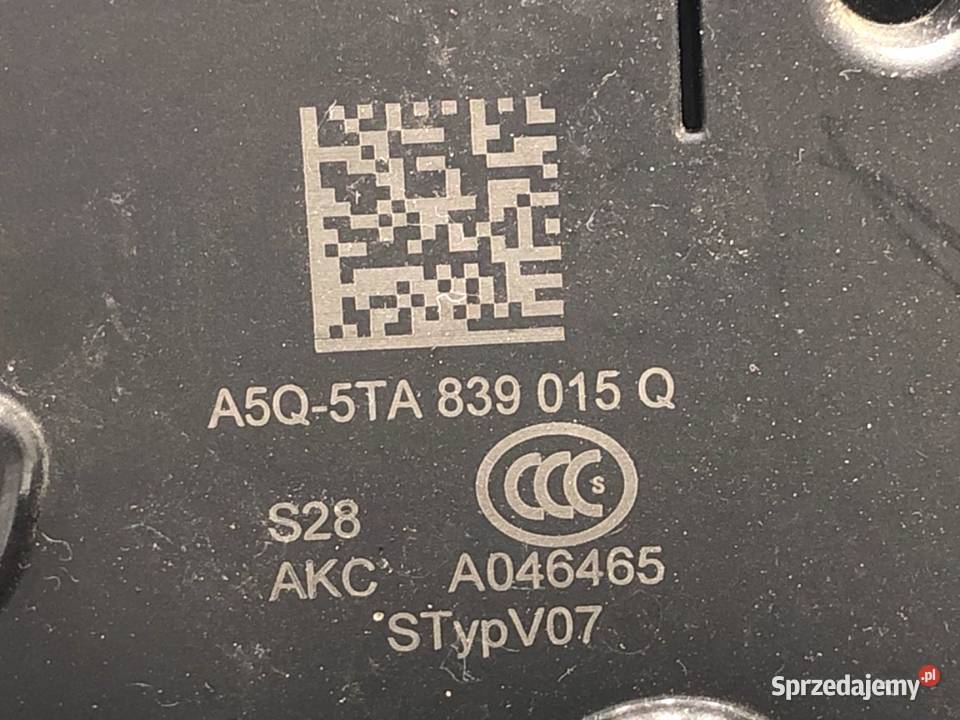 A5Q-5TA 839 015 Q
CCC S
S28
AKC A046465
STypV07
Sprzedajemy.pl